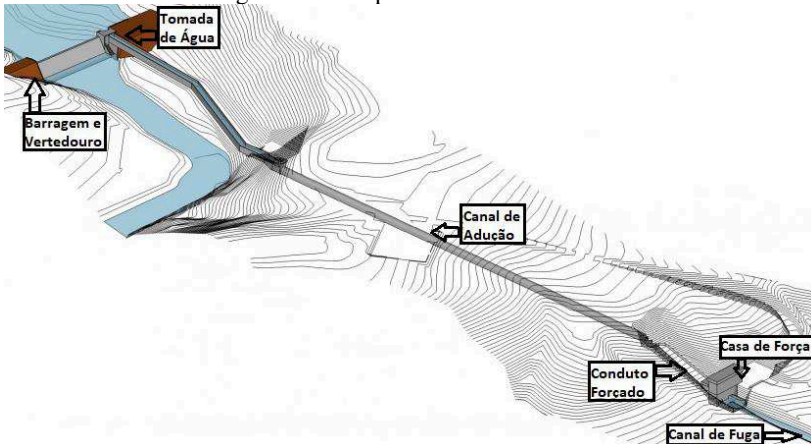 Tomada
de Água
Barragem e
Vertedouro
Canal de
Adução
Casa de Força
Conduto
Forçado
Canal de Fuga